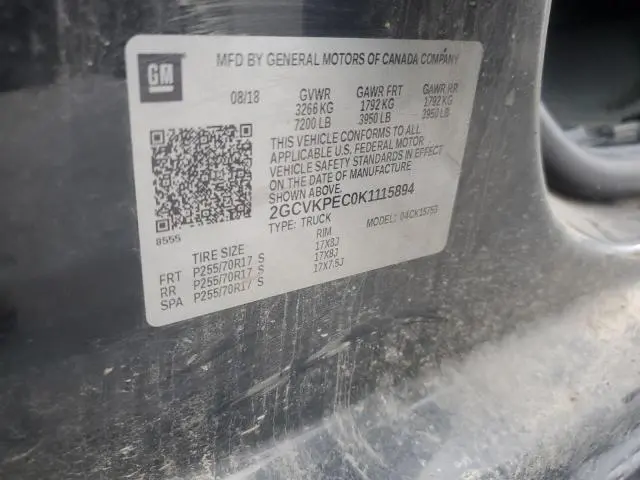 GM
MFD BY GENERAL MOTORS OF CANADA COMPANY
08/18 GVWR GAWR FRT GAWR RR
3266 KG 1792 KG 1792 KG
7200 LB 3950 LB 3950 LB
THIS VEHICLE CONFORMS TO ALL
APPLICABLE U.S. FEDERAL MOTOR
VEHICLE SAFETY STANDARDS IN EFFECT
ON THE DATE OF MANUFACTURE
SHOWN ABOVE.
2GCVKPEC0K1115894
8555 TYPE: TRUCK MODEL: 04CK15753
TIRE SIZE RIM
FRT P255/70R17 S 17X8J
RR P255/70R17 S 17X8J
SPA P255/70R17 S 17X7.5J